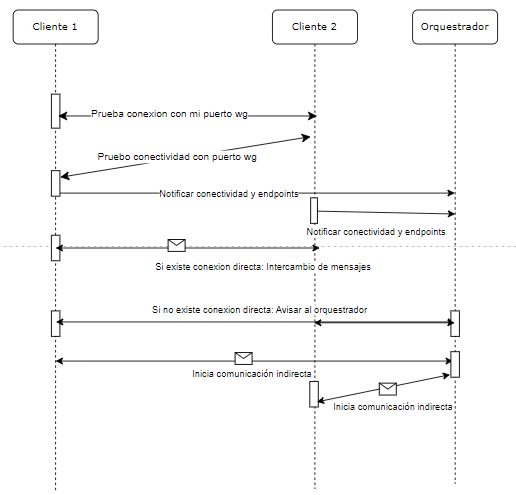 Cliente 1
Cliente 2
Orquestrador
Prueba conexion con mi puerto wg
Pruebo conectividad con puerto wg
Notificar conectividad y endpoints
Notificar conectividad y endpoints
Si existe conexion directa: Intercambio de mensajes
Si no existe conexion directa: Avisar al orquestrador
Inicia comunicación indirecta
Inicia comunicación indirecta